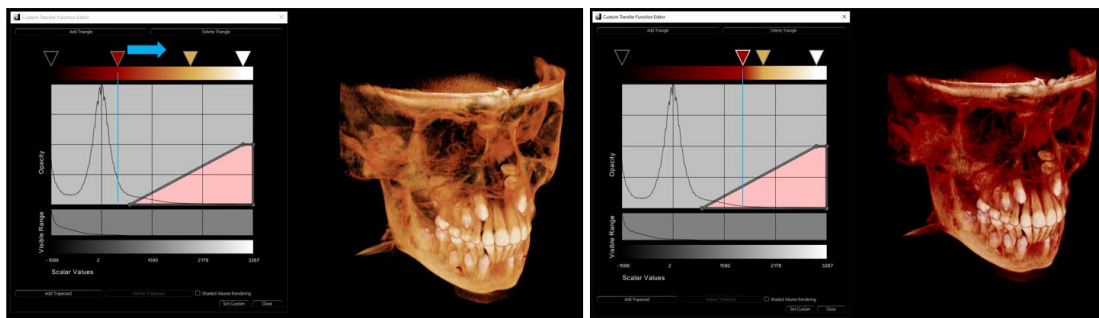 Custom Transfer Function Editor
Add Triangle Delete Triangle
Opacity
Visible Range
-1086 2 1090 2178 3267
Scalar Values
Add Trapezoid Delete Trapezoid Shaded Volume Rendering
Set Custom Close
Custom Transfer Function Editor
Add Triangle Delete Triangle
Opacity
Visible Range
-1086 2 1090 2178 3267
Scalar Values
Add Trapezoid Delete Trapezoid Shaded Volume Rendering
Set Custom Close